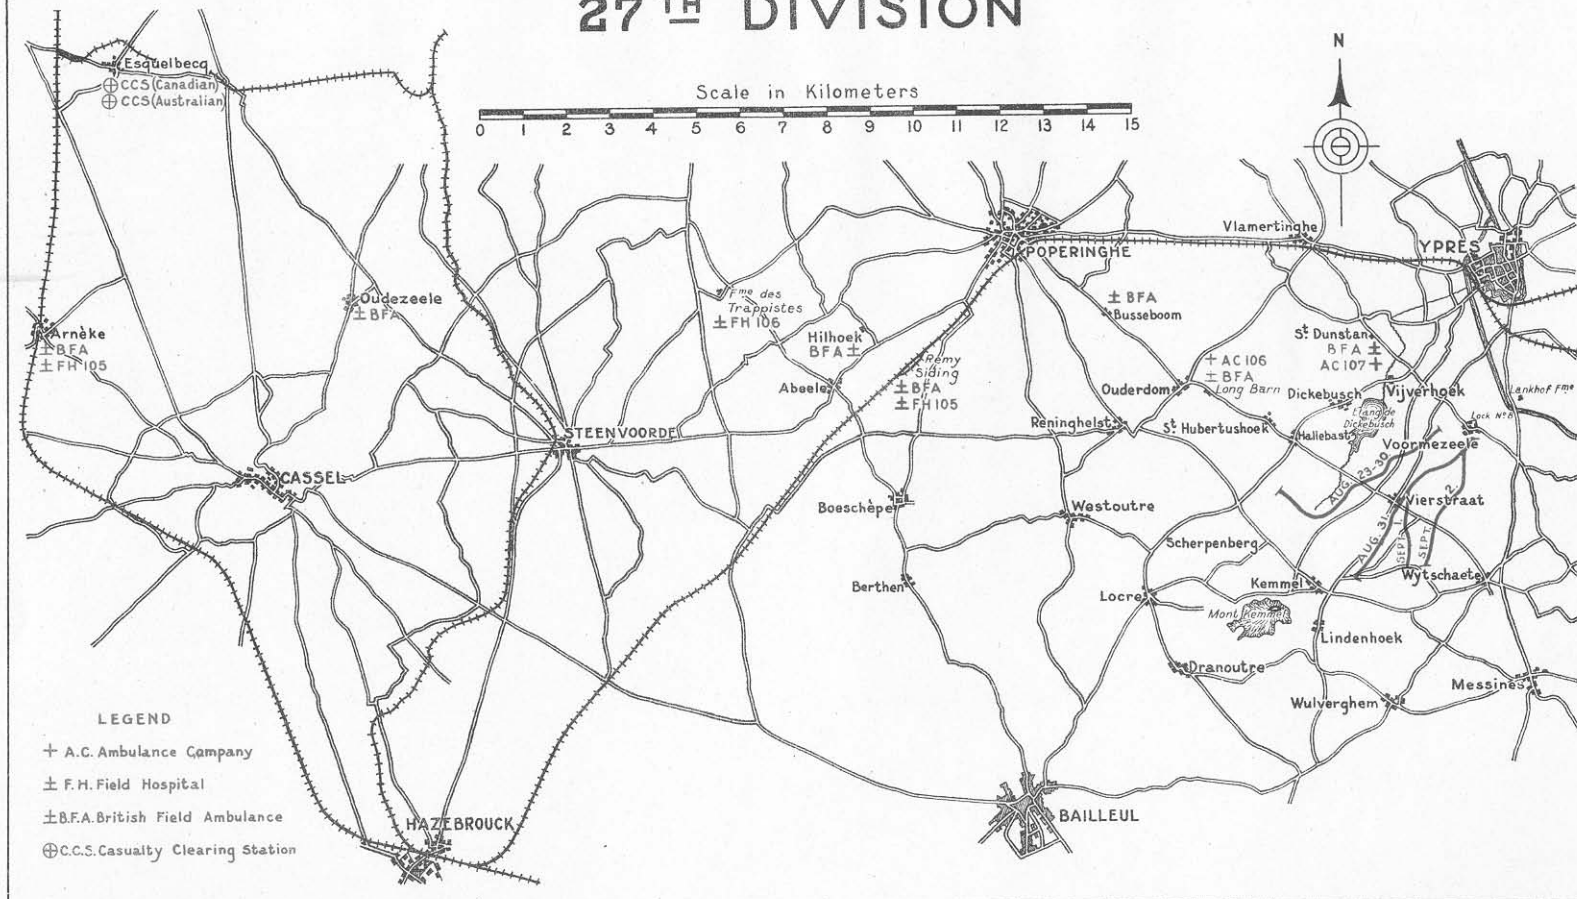 27TH DIVISION
N
Scale in Kilometers
0 1 2 3 4 5 6 7 8 9 10 11 12 13 14 15
Esquelbecq
CCS (Canadian)
CCS (Australian)
Vlamertinghe
YPRES
POPERINGHE
Oudezeele
BFA
Fme des
Trappistes
FH 106
BFA
Busseboom
Arnèke
BFA
FH 105
Hilhoek
BFA
St Dunstan
BFA
AC 107
Remy
Siding
BFA
FH 105
Abeele
AC 106
BFA
Long Barn
Ouderdom
Dickebusch
Vijverhoek
Lankhof Fme
Etang de
Dickebusch
Lock No 8
Reninghelst
St Hubertushoek
Hallebast
Voormezeele
STEENVOORDE
CASSEL
AUG. 23-30
Boeschèpe
Westoutre
Vierstraat
AUG. 31
SEPT. 1
SEPT. 2
Scherpenberg
Berthen
Locre
Kemmel
Wytschaete
Mont Kemmel
Lindenhoek
Dranoutre
Messines
Wulverghem
LEGEND
A.C. Ambulance Company
F.H. Field Hospital
B.F.A. British Field Ambulance
C.C.S. Casualty Clearing Station
HAZEBROUCK
BAILLEUL